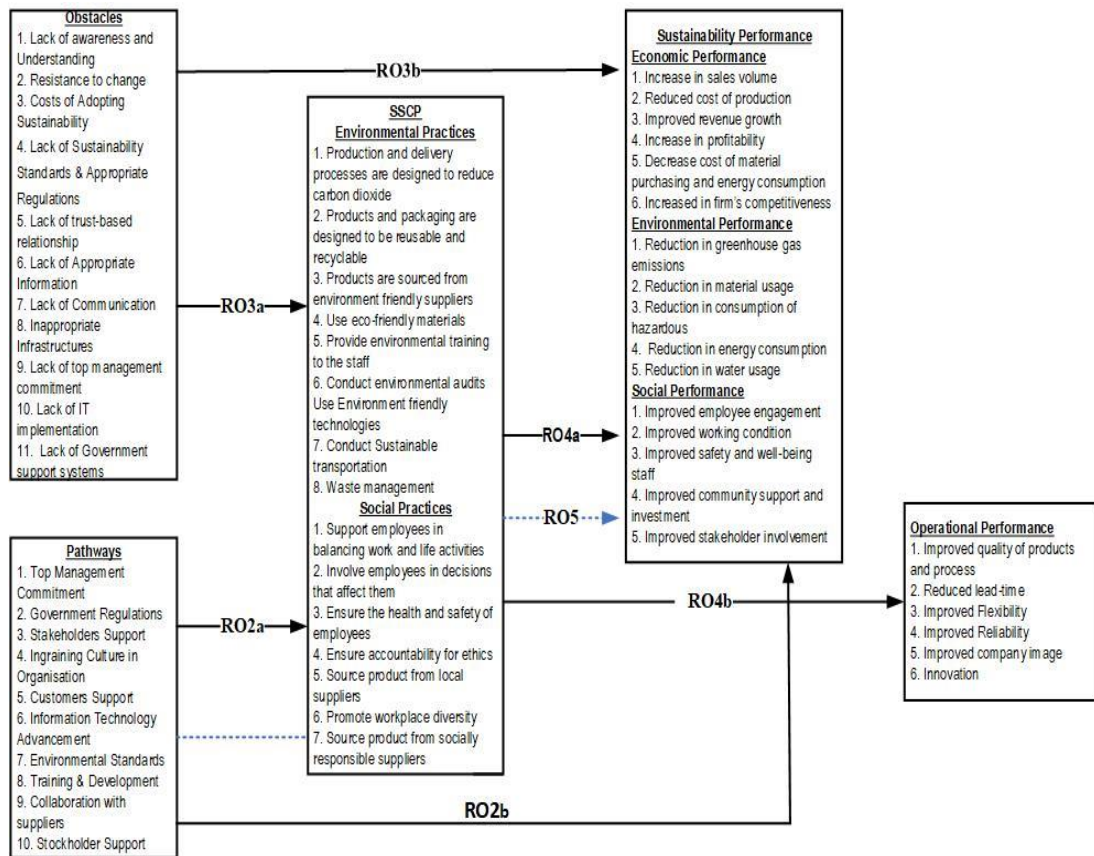 Obstacles
1. Lack of awareness and
Understanding
2. Resistance to change
3. Costs of Adopting
Sustainability
4. Lack of Sustainability
Standards & Appropriate
Regulations
5. Lack of trust-based
relationship
6. Lack of Appropriate
Information
7. Lack of Communication
8. Inappropriate
Infrastructures
9. Lack of top management
commitment
10. Lack of IT
implementation
11. Lack of Government
support systems
Pathways
1. Top Management
Commitment
2. Government Regulations
3. Stakeholders Support
4. Ingraining Culture in
Organisation
5. Customers Support
6. Information Technology
Advancement
7. Environmental Standards
8. Training & Development
9. Collaboration with
suppliers
10. Stockholder Support
RO3b
RO3a
RO2a
RO2b
SSCP
Environmental Practices
1. Production and delivery
processes are designed to reduce
carbon dioxide
2. Products and packaging are
designed to be reusable and
recyclable
3. Products are sourced from
environment friendly suppliers
4. Use eco-friendly materials
5. Provide environmental training
to the staff
6. Conduct environmental audits
Use Environment friendly
technologies
7. Conduct Sustainable
transportation
8. Waste management
Social Practices
1. Support employees in
balancing work and life activities
2. Involve employees in decisions
that affect them
3. Ensure the health and safety of
employees
4. Ensure accountability for ethics
5. Source product from local
suppliers
6. Promote workplace diversity
7. Source product from socially
responsible suppliers
RO4a
RO5
RO4b
Sustainability Performance
Economic Performance
1. Increase in sales volume
2. Reduced cost of production
3. Improved revenue growth
4. Increase in profitability
5. Decrease cost of material
purchasing and energy consumption
6. Increased in firm's competitiveness
Environmental Performance
1. Reduction in greenhouse gas
emissions
2. Reduction in material usage
3. Reduction in consumption of
hazardous
4. Reduction in energy consumption
5. Reduction in water usage
Social Performance
1. Improved employee engagement
2. Improved working condition
3. Improved safety and well-being
staff
4. Improved community support and
investment
5. Improved stakeholder involvement
Operational Performance
1. Improved quality of products
and process
2. Reduced lead-time
3. Improved Flexibility
4. Improved Reliability
5. Improved company image
6. Innovation